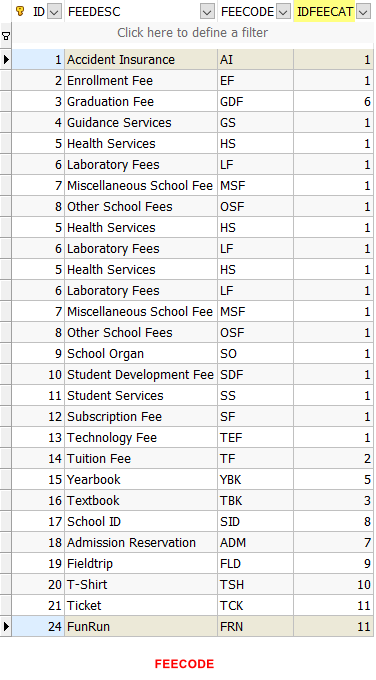 ID FEEDESC FEECODE IDFEECAT
Click here to define a filter
1 Accident Insurance AI 1
2 Enrollment Fee EF 1
3 Graduation Fee GDF 6
4 Guidance Services GS 1
5 Health Services HS 1
6 Laboratory Fees LF 1
7 Miscellaneous School Fee MSF 1
8 Other School Fees OSF 1
5 Health Services HS 1
6 Laboratory Fees LF 1
5 Health Services HS 1
6 Laboratory Fees LF 1
7 Miscellaneous School Fee MSF 1
8 Other School Fees OSF 1
9 School Organ SO 1
10 Student Development Fee SDF 1
11 Student Services SS 1
12 Subscription Fee SF 1
13 Technology Fee TEF 1
14 Tuition Fee TF 2
15 Yearbook YBK 5
16 Textbook TBK 3
17 School ID SID 8
18 Admission Reservation ADM 7
19 Fieldtrip FLD 9
20 T-Shirt TSH 10
21 Ticket TCK 11
24 FunRun FRN 11
FEECODE